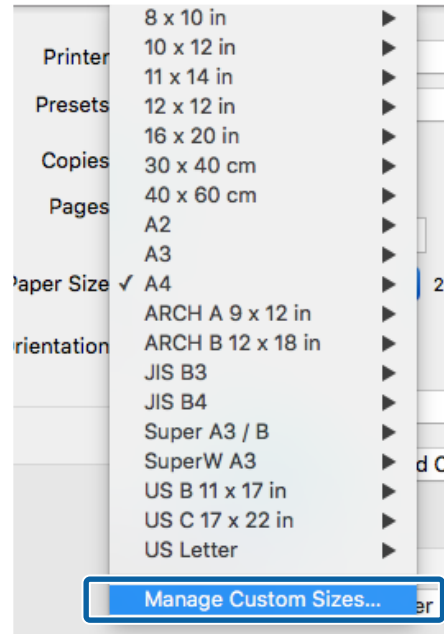 8 x 10 in
Printer 10 x 12 in
11 x 14 in
Presets 12 x 12 in
16 x 20 in
Copies 30 x 40 cm
40 x 60 cm
Pages A2
A3
Paper Size ✓ A4 2
ARCH A 9 x 12 in
rientation ARCH B 12 x 18 in
JIS B3
JIS B4
Super A3 / B
SuperW A3 d C
US B 11 x 17 in
US C 17 x 22 in
US Letter
Manage Custom Sizes... er